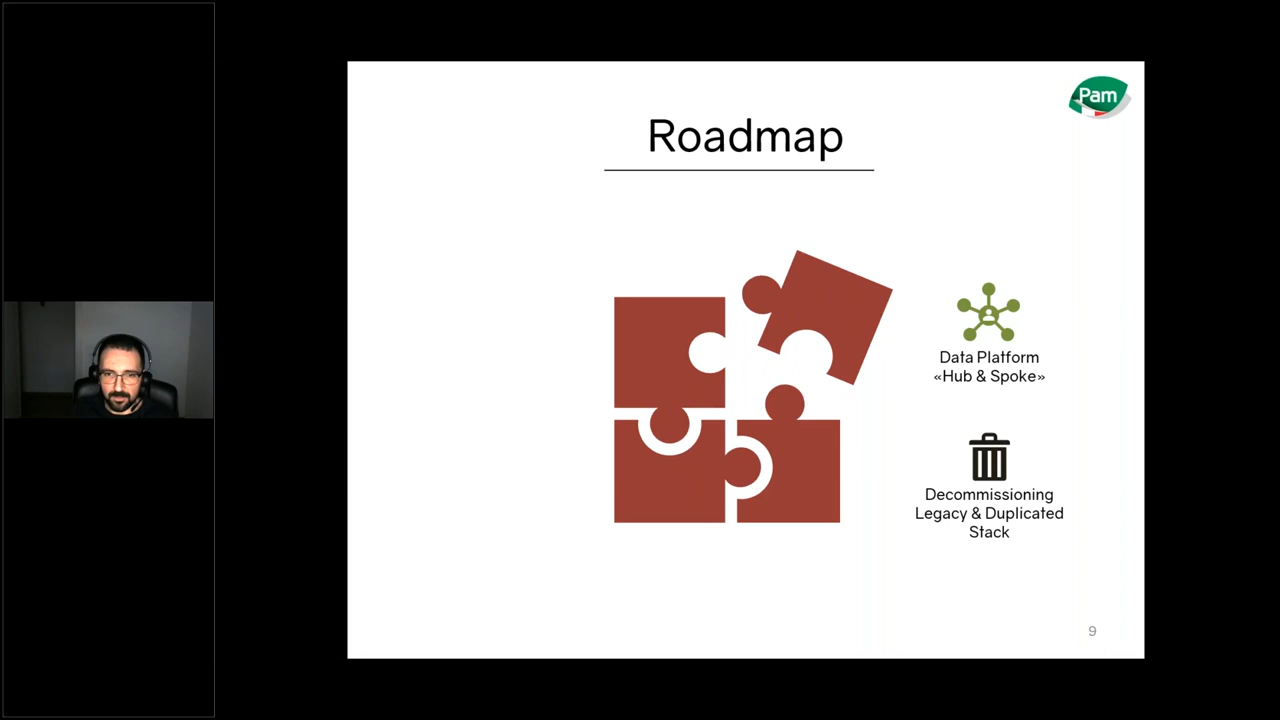 Pam
Roadmap
Data Platform
«Hub & Spoke»
Decommissioning
Legacy & Duplicated
Stack
9